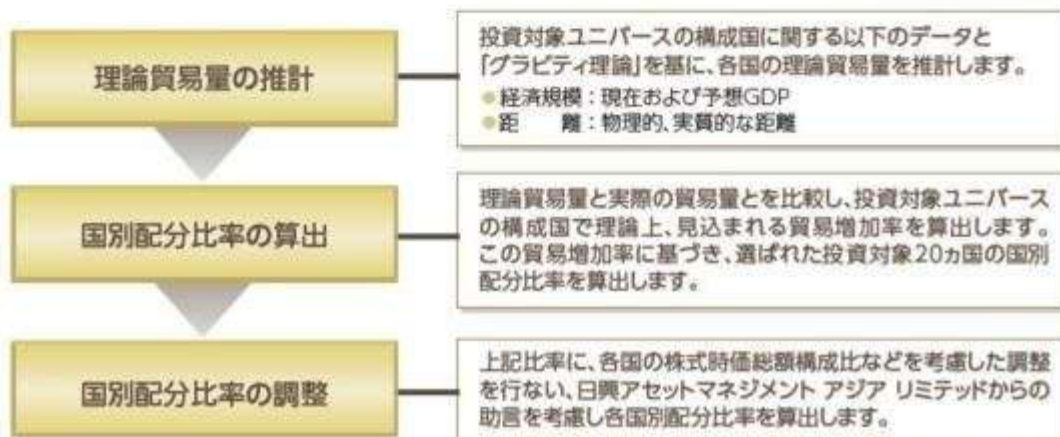 理論貿易量の推計
投資対象ユニバースの構成国に関する以下のデータと
「グラビティ理論」を基に、各国の理論貿易量を推計します。
●経済規模：現在および予想GDP
●距　　離：物理的、実質的な距離
国別配分比率の算出
理論貿易量と実際の貿易量とを比較し、投資対象ユニバース
の構成国で理論上、見込まれる貿易増加率を算出します。
この貿易増加率に基づき、選ばれた投資対象20ヵ国の国別
配分比率を算出します。
国別配分比率の調整
上記比率に、各国の株式時価総額構成比などを考慮した調整
を行ない、日興アセットマネジメント アジア リミテッドからの
助言を考慮し各国別配分比率を算出します。